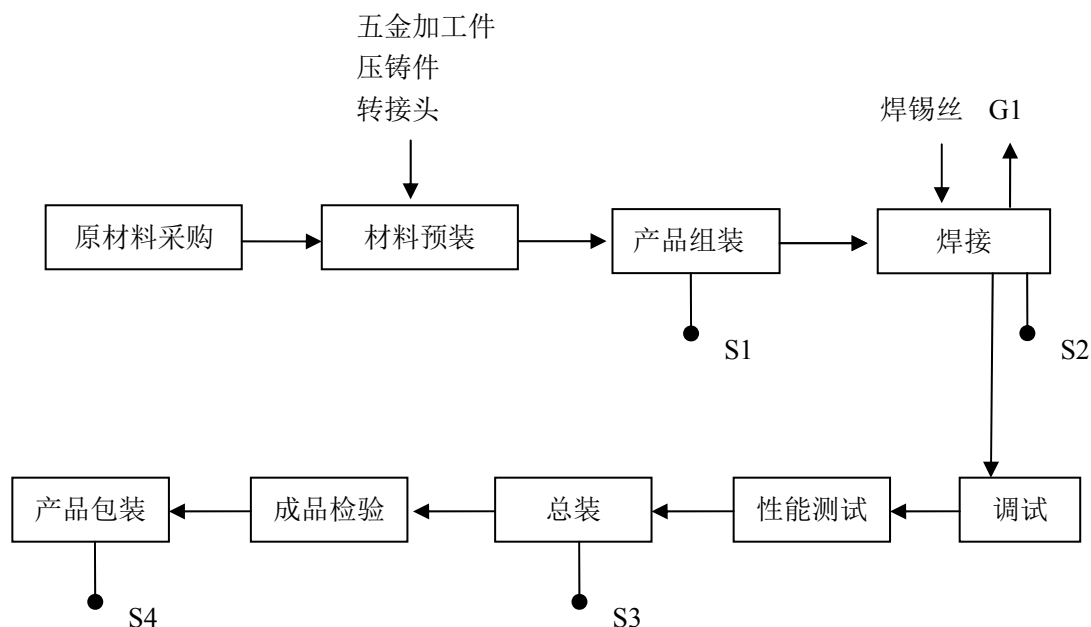 五金加工件
压铸件
转接头
焊锡丝 G1
原材料采购
材料预装
产品组装
焊接
S1
S2
产品包装
成品检验
总装
性能测试
调试
S4
S3